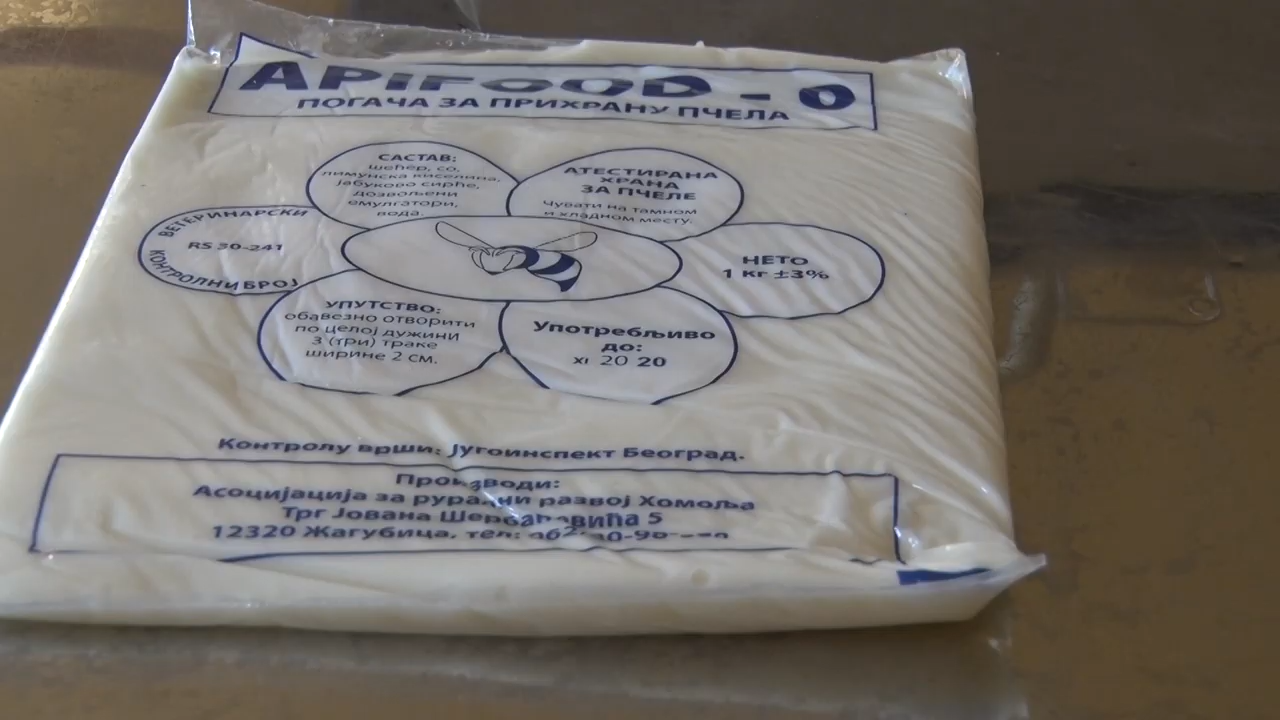 APIFOOD - 0
ПОГАЧА ЗА ПРИХРАНУ ПЧЕЛА
САСТАВ:
шећер, со,
лимунска киселина,
јабуково сирће,
дозвољени
емулгатори,
вода.
АТЕСТИРАНА
ХРАНА
ЗА ПЧЕЛЕ
Чувати на тамном
и хладном месту.
ВЕТЕРИНАРСКИ
RS 30-241
КОНТРОЛНИ БРОЈ
НЕТО
1 кг ±3%
УПУТСТВО:
обавезно отворити
по целој дужини
3 (три) траке
ширине 2 см.
Употребљиво
до:
XI 20 20
Контролу врши: Југоинспект Београд.
Производи:
Асоцијација за рурални развој Хомоља
Трг Јована Шербановића 5
12320 Жагубица, тел: